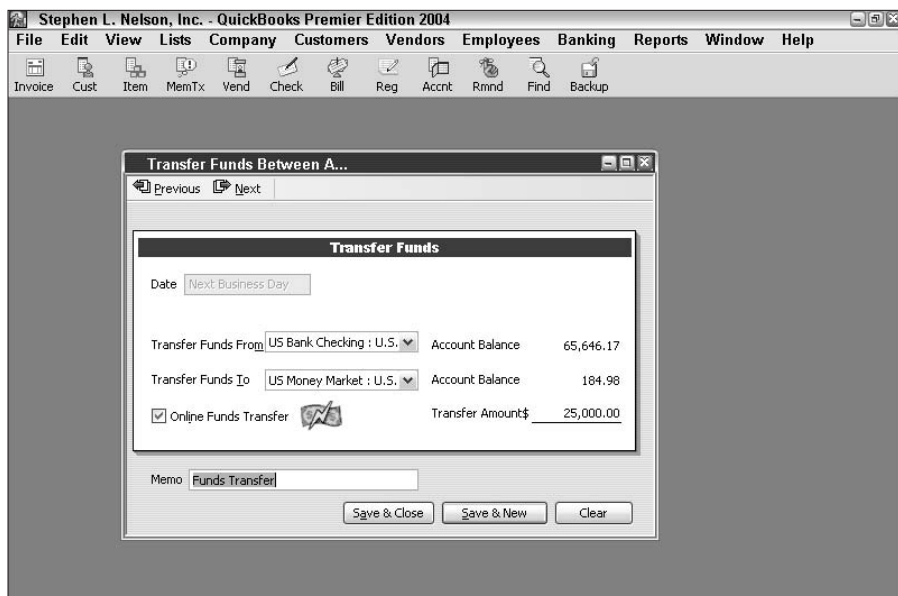 Stephen L. Nelson, Inc. - QuickBooks Premier Edition 2004
File Edit View Lists Company Customers Vendors Employees Banking Reports Window Help
Invoice Cust Item MemTx Vend Check Bill Reg Accnt Rmnd Find Backup
Transfer Funds Between A...
Previous Next
Transfer Funds
Date Next Business Day
Transfer Funds From US Bank Checking : U.S. Account Balance 65,646.17
Transfer Funds To US Money Market : U.S. Account Balance 184.98
Online Funds Transfer Transfer Amount$ 25,000.00
Memo Funds Transfer
Save & Close Save & New Clear